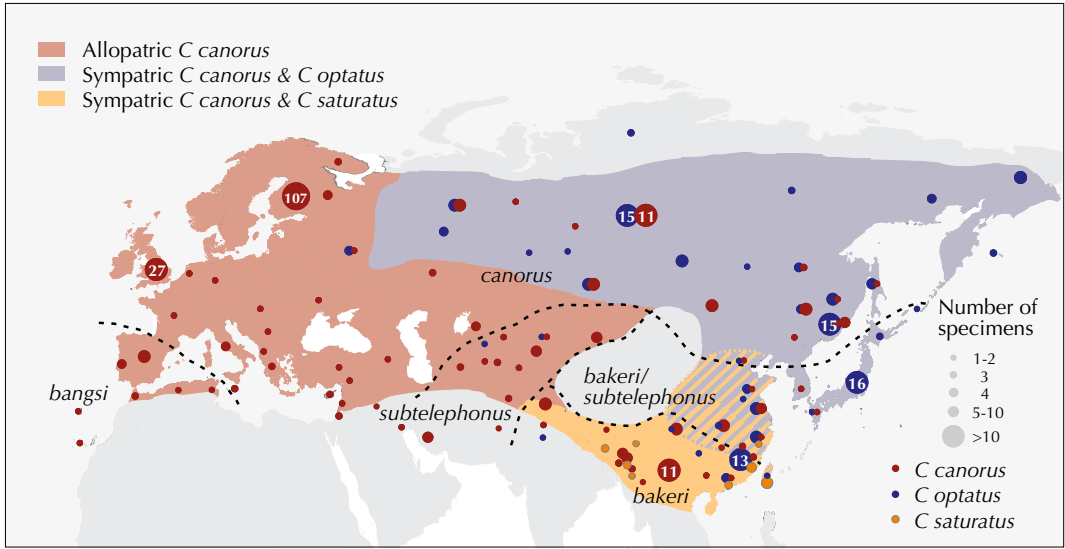 Allopatric C canorus
Sympatric C canorus & C optatus
Sympatric C canorus & C saturatus
107
15
11
27
canorus
Number of
specimens
1-2
3
4
5-10
>10
15
bakeri/
subtelephonus
16
bangsi
subtelephonus
13
11
bakeri
C canorus
C optatus
C saturatus